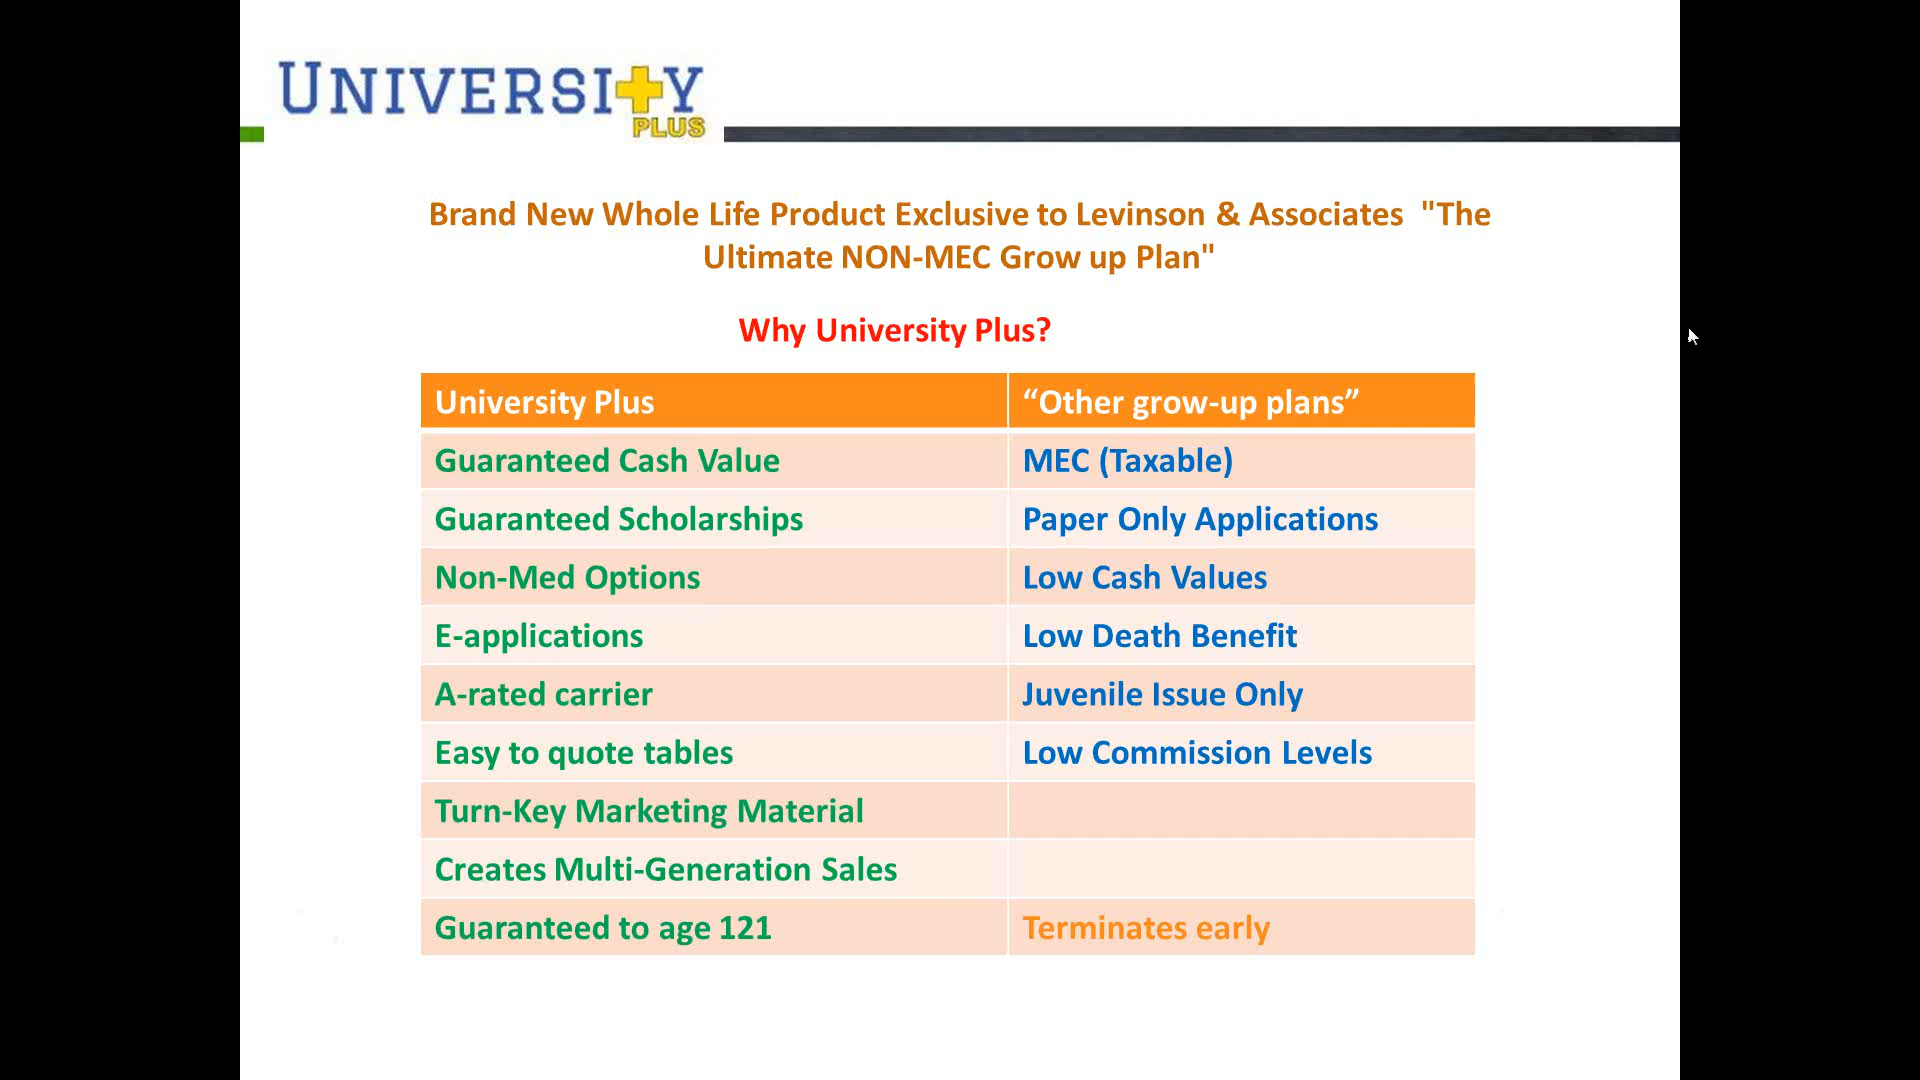 UNIVERSITY
PLUS
Brand New Whole Life Product Exclusive to Levinson & Associates "The
Ultimate NON-MEC Grow up Plan"
Why University Plus?
University Plus “Other grow-up plans”
Guaranteed Cash Value MEC (Taxable)
Guaranteed Scholarships Paper Only Applications
Non-Med Options Low Cash Values
E-applications Low Death Benefit
A-rated carrier Juvenile Issue Only
Easy to quote tables Low Commission Levels
Turn-Key Marketing Material
Creates Multi-Generation Sales
Guaranteed to age 121 Terminates early